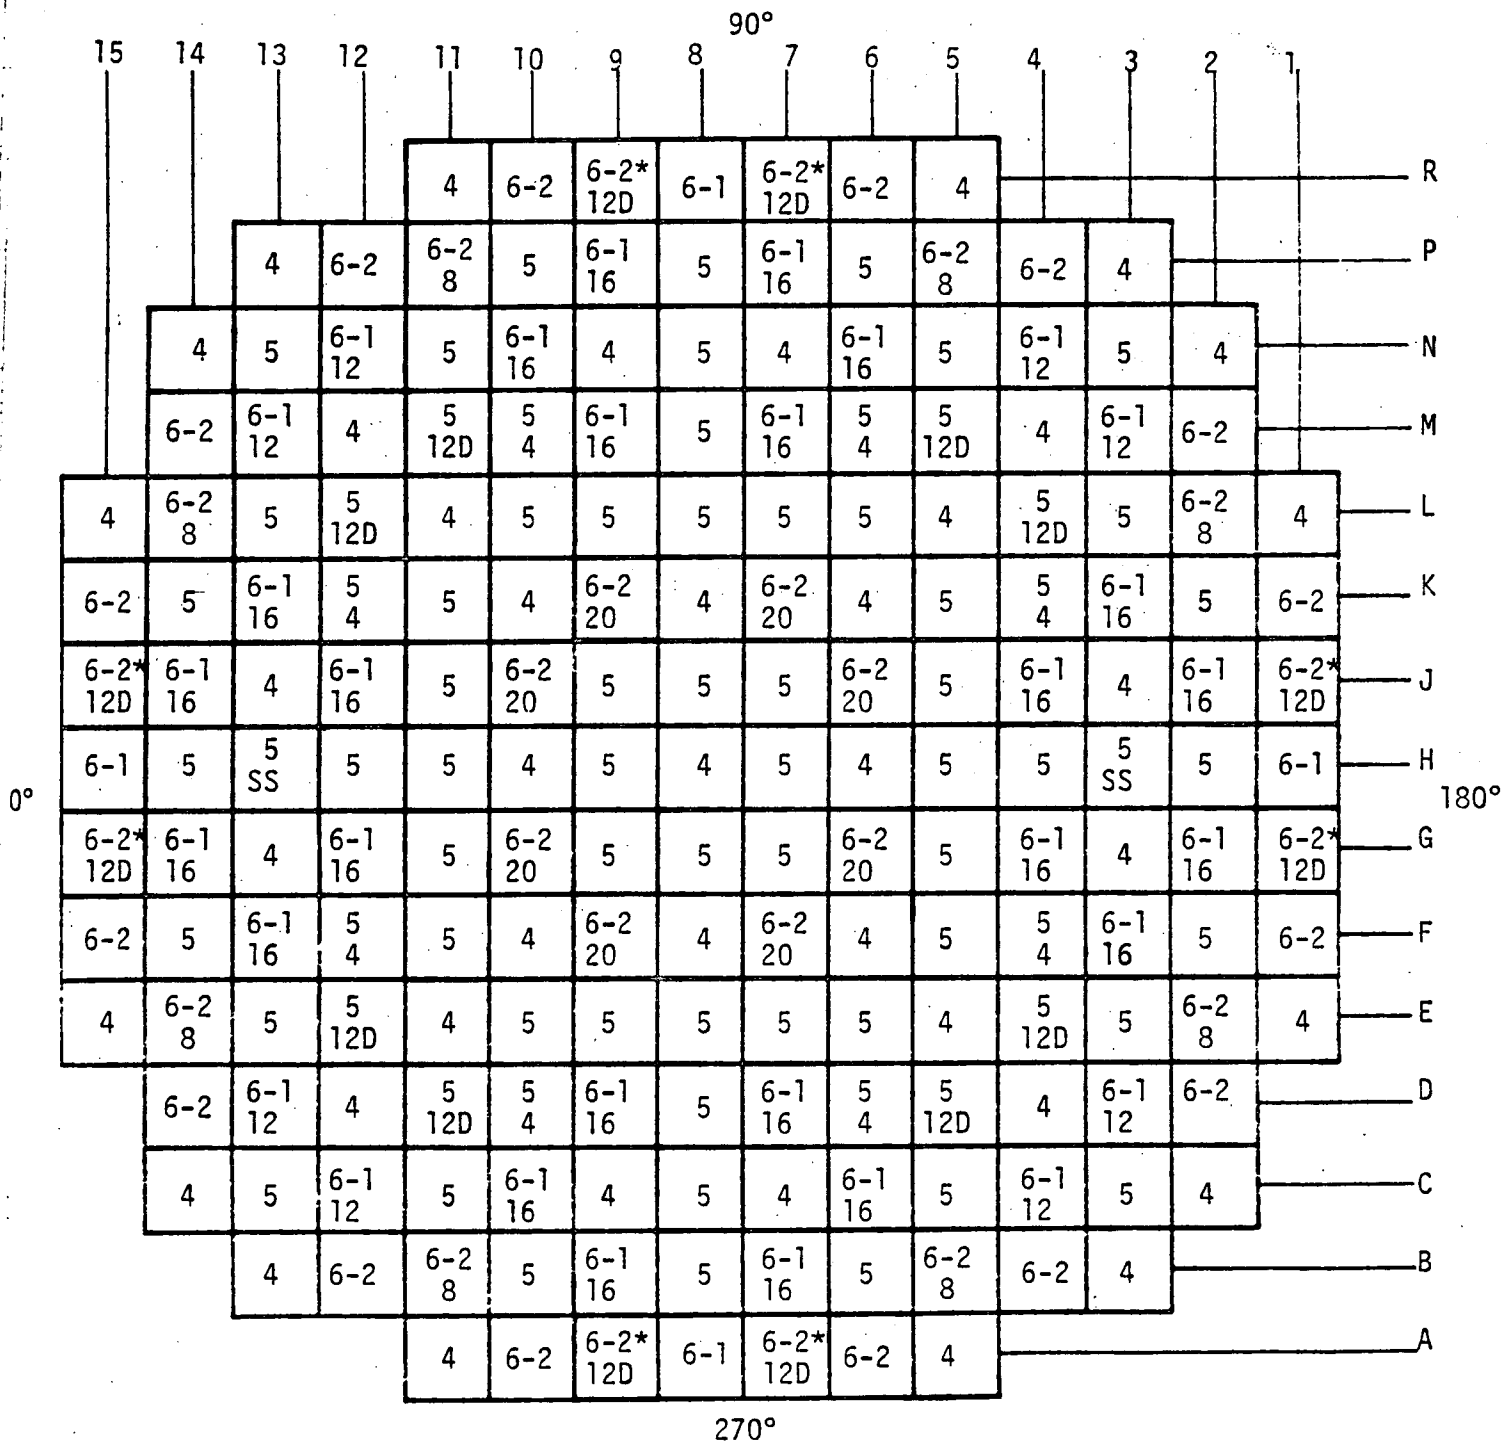 90°
15 14 13 12 11 10 9 8 7 6 5 4 3 2 1
4 6-2 6-2* 6-1 6-2* 6-2 4 R
12D 12D
4 6-2 6-2 5 6-1 5 6-1 5 6-2 6-2 4 P
8 16 16 8
4 5 6-1 5 6-1 4 5 4 6-1 5 6-1 5 4 N
12 16 16 12
6-2 6-1 4 5 5 6-1 5 6-1 5 5 4 6-1 6-2 M
12 12D 4 16 16 4 12D 12
4 6-2 5 5 4 5 5 5 5 5 4 5 5 6-2 4 L
8 12D 12D 8
6-2 5 6-1 5 5 4 6-2 4 6-2 4 5 5 6-1 5 6-2 K
16 4 20 20 4 16
6-2* 6-1 4 6-1 5 6-2 5 5 5 6-2 5 6-1 4 6-1 6-2* J
12D 16 16 20 20 16 16 12D
6-1 5 5 5 5 4 5 4 5 4 5 5 5 5 6-1 H
SS SS
0° 180°
6-2* 6-1 4 6-1 5 6-2 5 5 5 6-2 5 6-1 4 6-1 6-2* G
12D 16 16 20 20 16 16 12D
6-2 5 6-1 5 5 4 6-2 4 6-2 4 5 5 6-1 5 6-2 F
16 4 20 20 4 16
4 6-2 5 5 4 5 5 5 5 5 4 5 5 6-2 4 E
8 12D 12D 8
6-2 6-1 4 5 5 6-1 5 6-1 5 5 4 6-1 6-2 D
12 12D 4 16 16 4 12D 12
4 5 6-1 5 6-1 4 5 4 6-1 5 6-1 5 4 C
12 16 16 12
4 6-2 6-2 5 6-1 5 6-1 5 6-2 6-2 4 B
8 16 16 8
4 6-2 6-2* 6-1 6-2* 6-2 4 A
12D 12D
270°